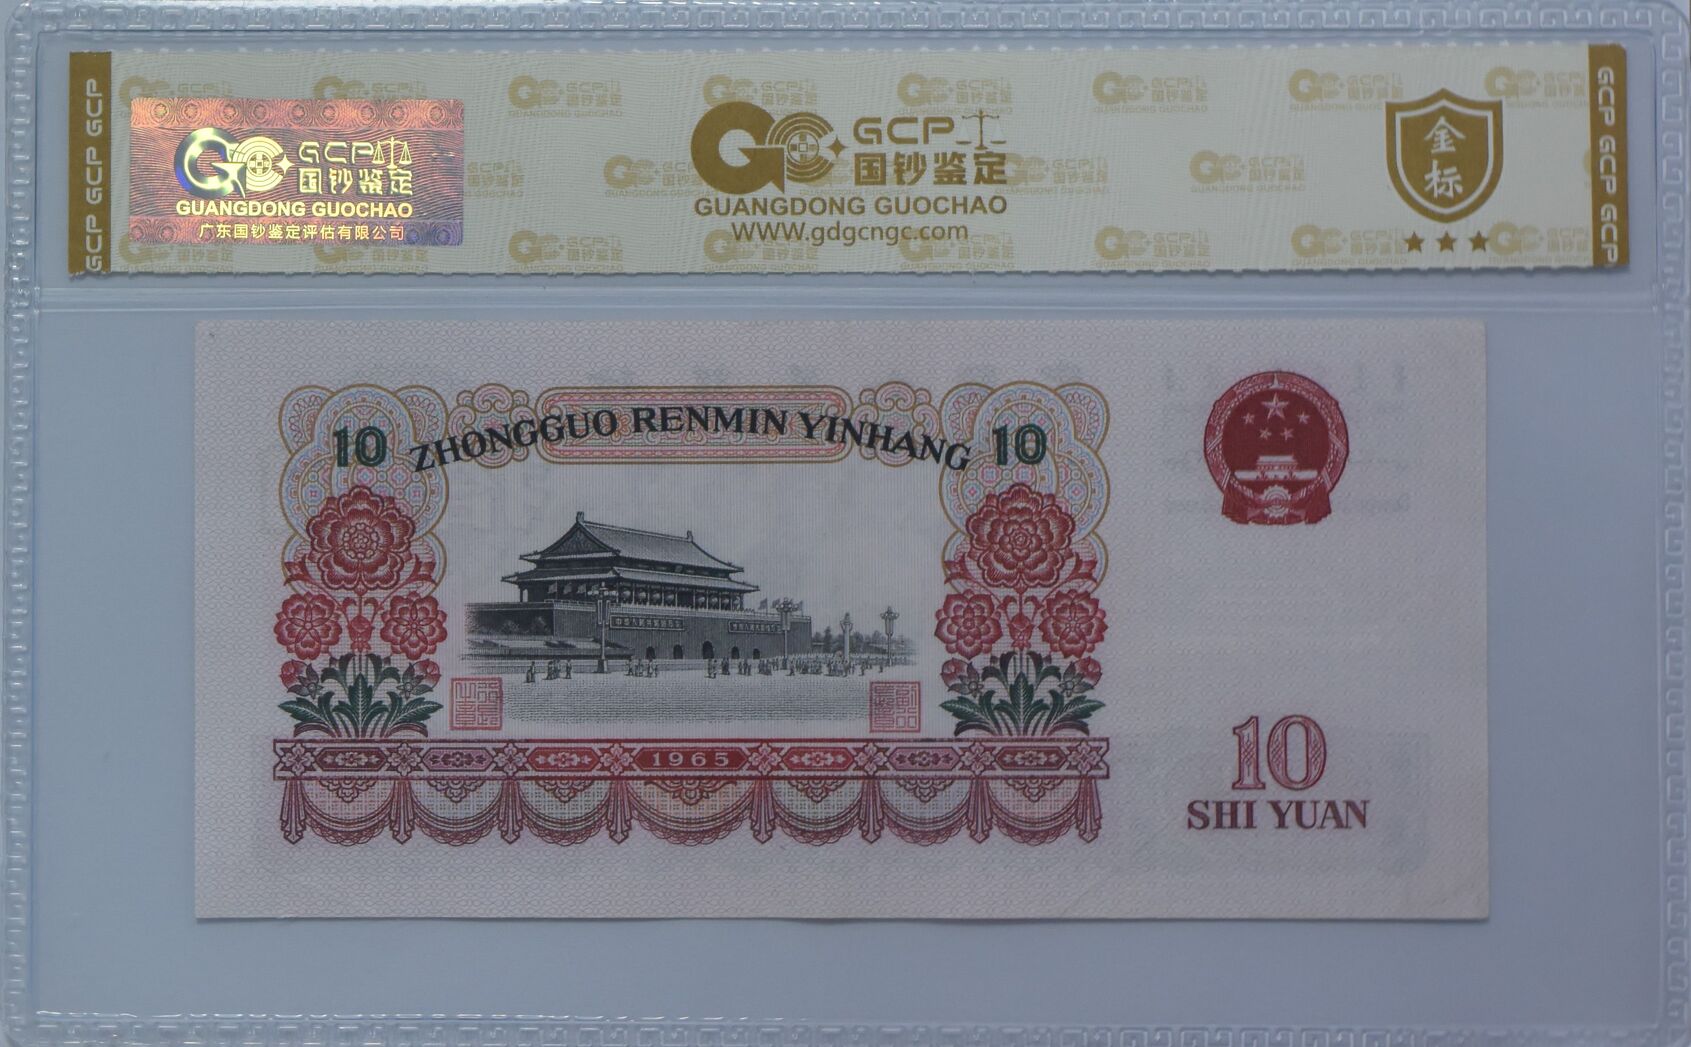 GCP GCP GCP
GCP
国钞鉴定
GUANGDONG GUOCHAO
广东国钞鉴定评估有限公司
GCP
国钞鉴定
GUANGDONG GUOCHAO
www.gdgcngc.com
金标
GCP GCP GCP
10 ZHONGGUO RENMIN YINHANG 10
1965
10
SHI YUAN